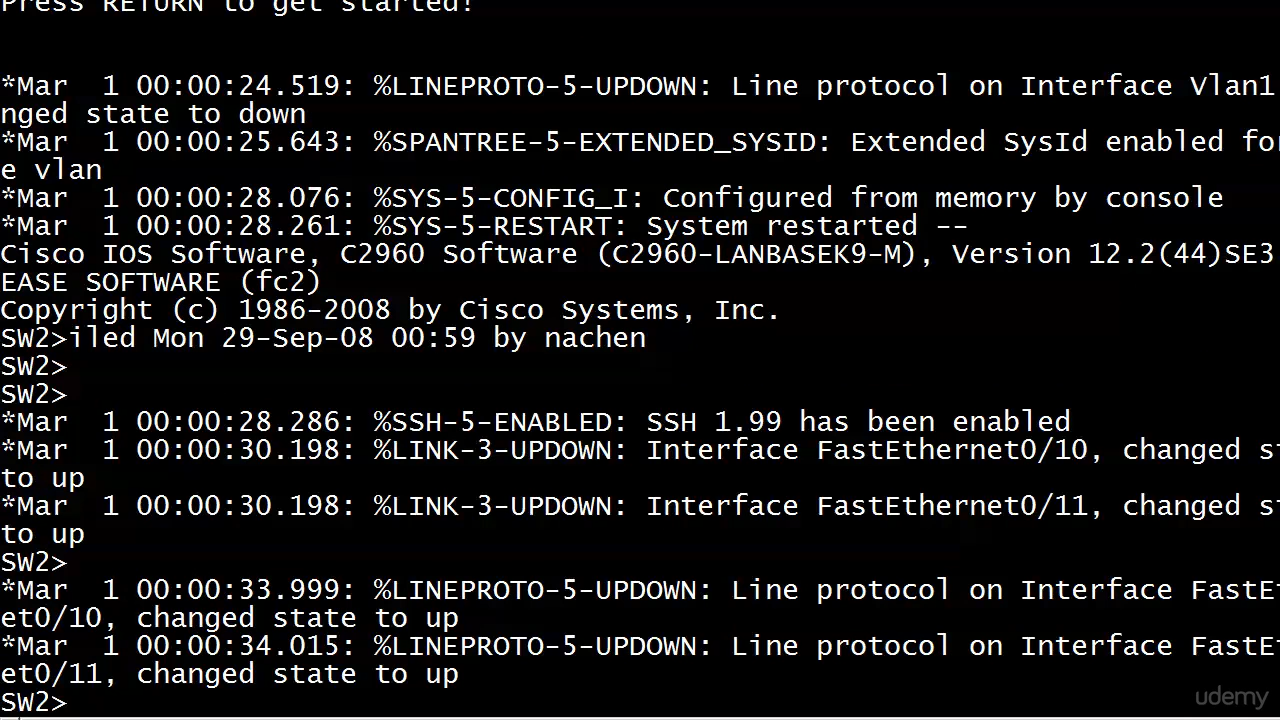 Press RETURN to get started!
*Mar  1 00:00:24.519: %LINEPROTO-5-UPDOWN: Line protocol on Interface Vlan1
nged state to down
*Mar  1 00:00:25.643: %SPANTREE-5-EXTENDED_SYSID: Extended SysId enabled for
e vlan
*Mar  1 00:00:28.076: %SYS-5-CONFIG_I: Configured from memory by console
*Mar  1 00:00:28.261: %SYS-5-RESTART: System restarted --
Cisco IOS Software, C2960 Software (C2960-LANBASEK9-M), Version 12.2(44)SE3
EASE SOFTWARE (fc2)
Copyright (c) 1986-2008 by Cisco Systems, Inc.
SW2>iled Mon 29-Sep-08 00:59 by nachen
SW2>
SW2>
*Mar  1 00:00:28.286: %SSH-5-ENABLED: SSH 1.99 has been enabled
*Mar  1 00:00:30.198: %LINK-3-UPDOWN: Interface FastEthernet0/10, changed st
to up
*Mar  1 00:00:30.198: %LINK-3-UPDOWN: Interface FastEthernet0/11, changed st
to up
SW2>
*Mar  1 00:00:33.999: %LINEPROTO-5-UPDOWN: Line protocol on Interface FastE
et0/10, changed state to up
*Mar  1 00:00:34.015: %LINEPROTO-5-UPDOWN: Line protocol on Interface FastE
et0/11, changed state to up
SW2>
udemy